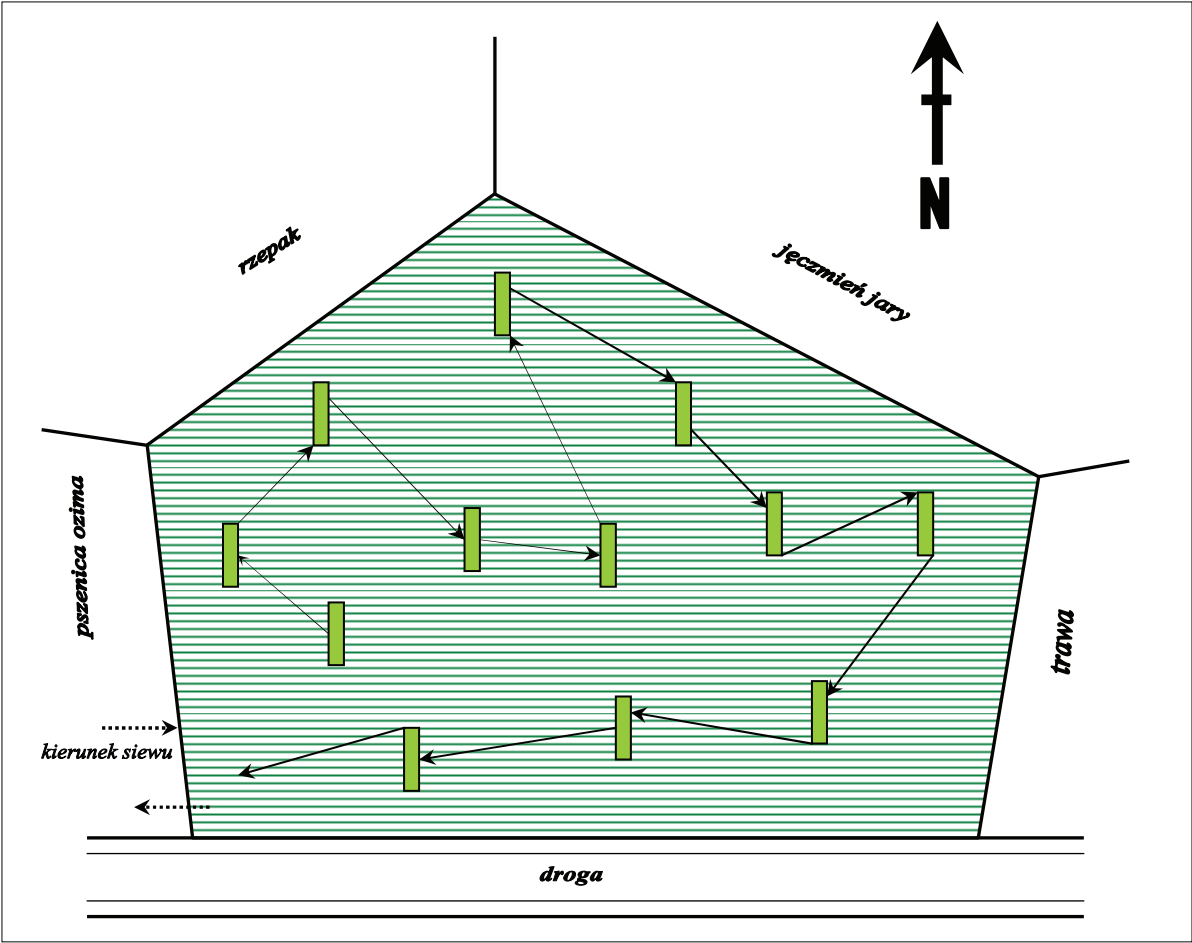 N
rzepak
jęczmień jary
pszenica ozima
trawa
kierunek siewu
droga